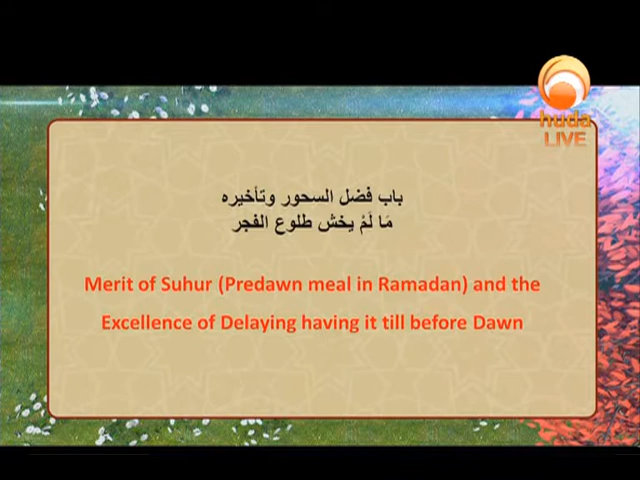 huda
LIVE
باب فضل السحور وتأخيره
مَا لَمْ يخش طلوع الفجر
Merit of Suhur (Predawn meal in Ramadan) and the
Excellence of Delaying having it till before Dawn